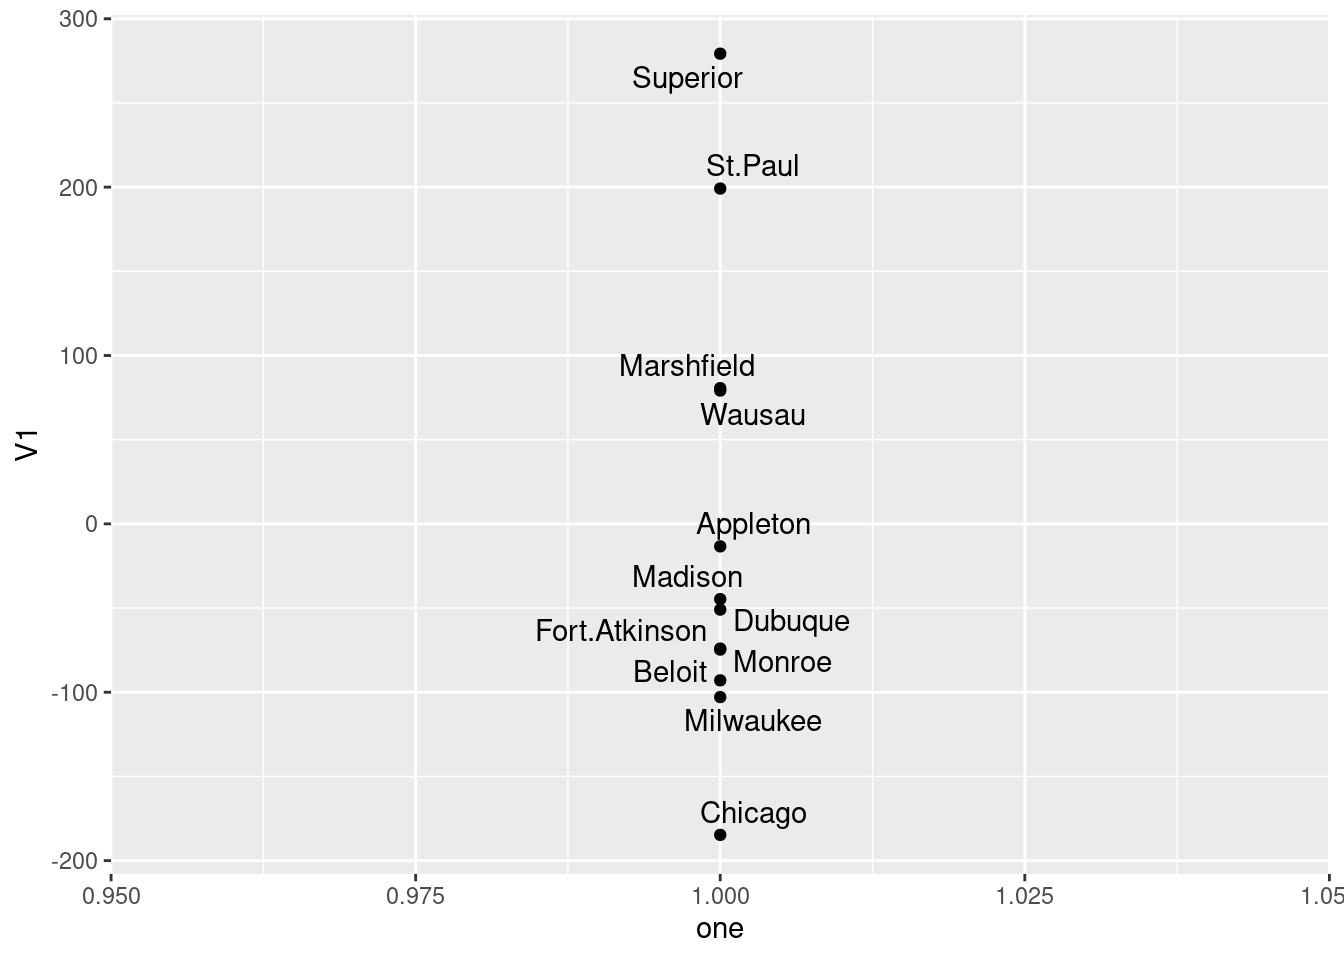 300
Superior
St.Paul
200
100
Marshfield
Wausau
V1
0
Appleton
Madison
Dubuque
Fort.Atkinson
Monroe
Beloit
-100
Milwaukee
Chicago
-200
0.950 0.975 1.000 1.025 1.05
one